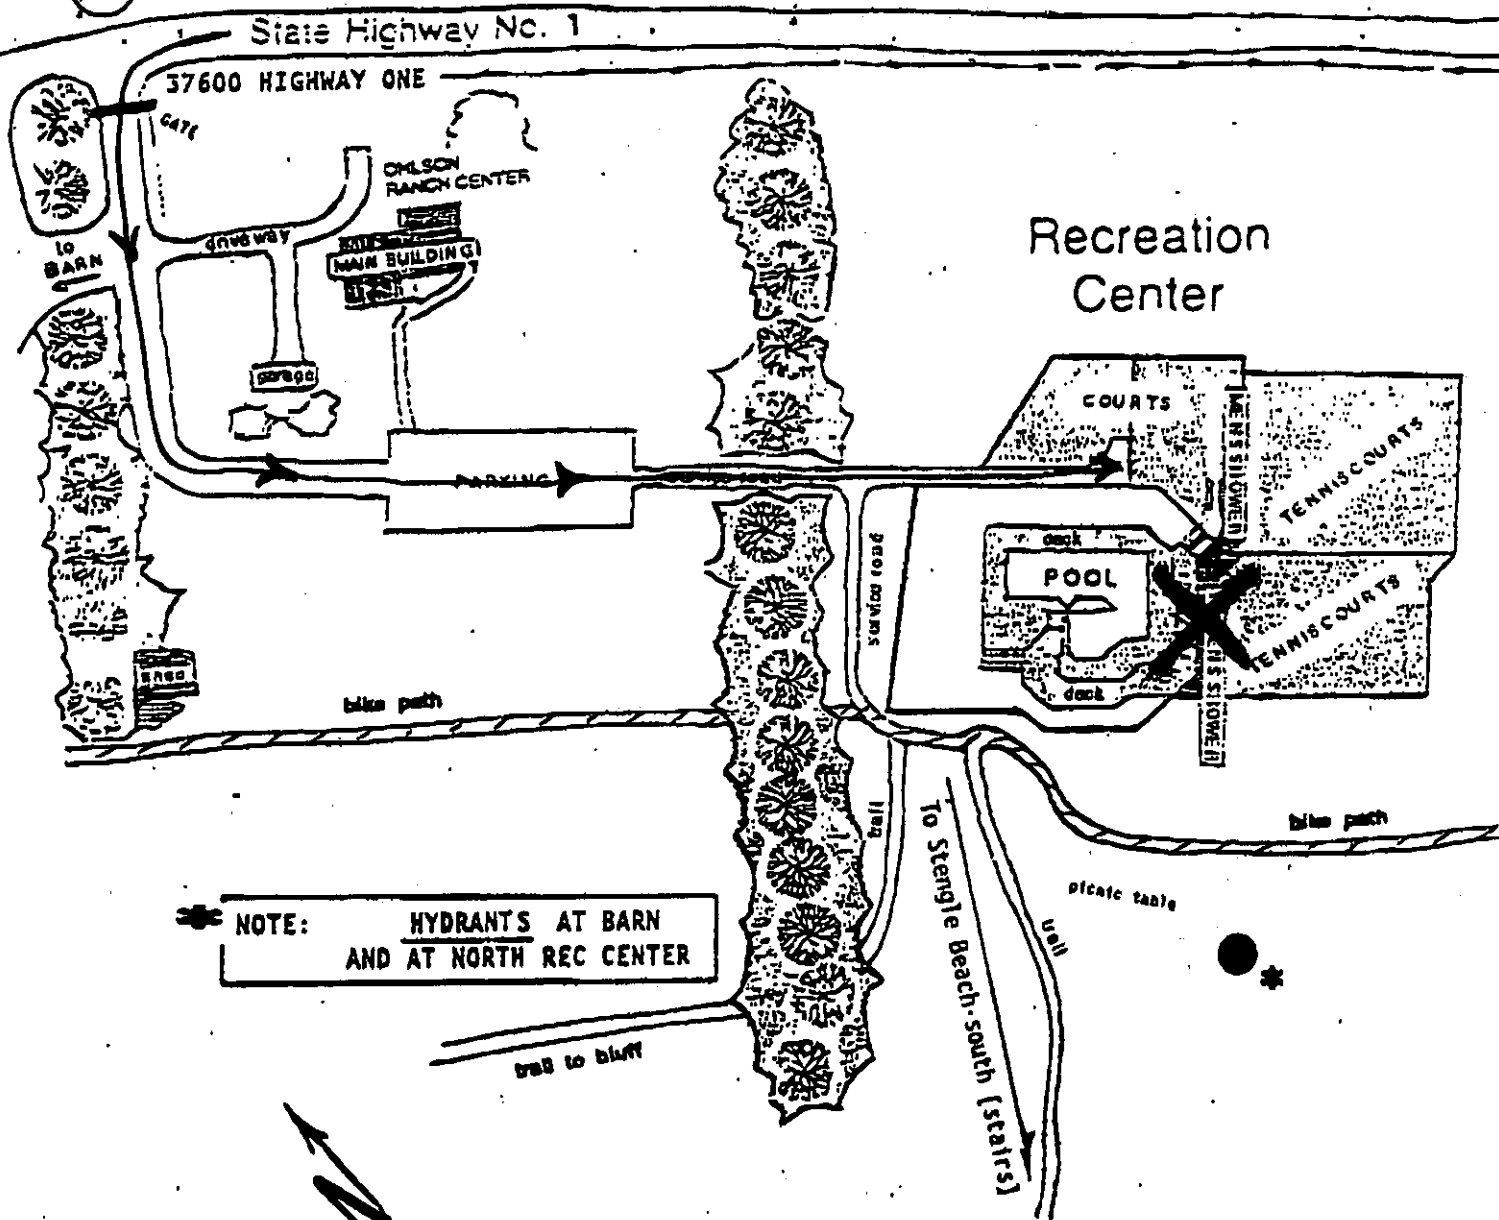 State Highway No. 1
37600 HIGHWAY ONE
GATE
OHLSON
RANCH CENTER
driveway
MAIN BUILDING
to
BARN
garage
Recreation
Center
COURTS
MENS SHOWER
TENNIS COURTS
PARKING
service road
deck
POOL
TENNIS COURTS
deck
shed
bike path
trail
To Stengle Beach-south [stairs]
trail
bike path
picnic table
* NOTE: HYDRANTS AT BARN
AND AT NORTH REC CENTER
*
trail to bluff